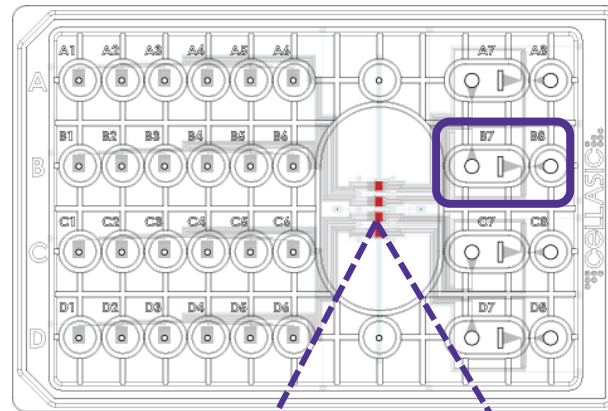 A1 A2 A3 A4 A5 A6 A7 A8
A
B1 B2 B3 B4 B5 B6 B7 B8
B
CELLASIC
C1 C2 C3 C4 C5 C6 C7 C8
C
D1 D2 D3 D4 D5 D6 D7 D8
D